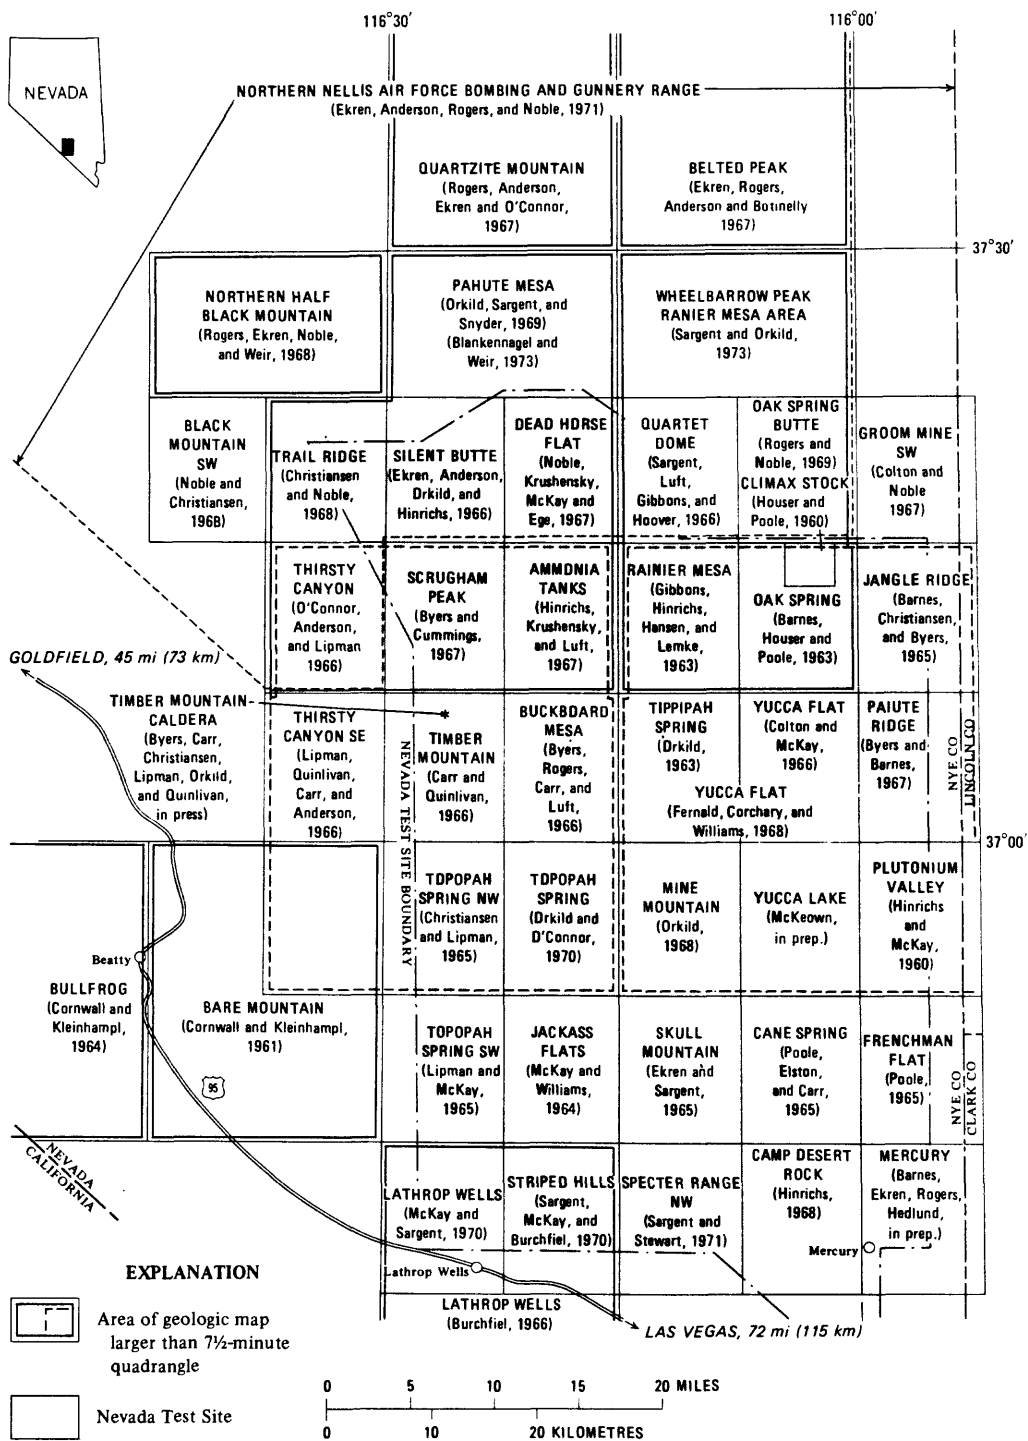 116°30'
116°00'
NEVADA
NORTHERN NELLIS AIR FORCE BOMBING AND GUNNERY RANGE
(Ekren, Anderson, Rogers, and Noble, 1971)
QUARTZITE MOUNTAIN
(Rogers, Anderson,
Ekren and O'Connor,
1967)
BELTED PEAK
(Ekren, Rogers,
Anderson and Botinelly
1967)
37°30'
NORTHERN HALF
BLACK MOUNTAIN
(Rogers, Ekren, Noble,
and Weir, 1968)
PAHUTE MESA
(Orkild, Sargent, and
Snyder, 1969)
(Blankennagel and
Weir, 1973)
WHEELBARROW PEAK
RANIER MESA AREA
(Sargent and Orkild,
1973)
BLACK
MOUNTAIN
SW
(Noble and
Christiansen,
1968)
TRAIL RIDGE
(Christiansen
and Noble,
1968)
SILENT BUTTE
(Ekren, Anderson,
Orkild, and
Hinrichs, 1966)
DEAD HORSE
FLAT
(Noble,
Krushensky,
McKay and
Ege, 1967)
QUARTET
DOME
(Sargent,
Luft,
Gibbons, and
Hoover, 1966)
OAK SPRING
BUTTE
(Rogers and
Noble, 1969)
CLIMAX STOCK
(Houser and
Poole, 1960)
GROOM MINE
SW
(Colton and
Noble
1967)
THIRSTY
CANYON
(O'Connor,
Anderson,
and Lipman
1966)
SCRUGHAM
PEAK
(Byers and
Cummings,
1967)
AMMONIA
TANKS
(Hinrichs,
Krushensky,
and Luft,
1967)
RAINIER MESA
(Gibbons,
Hinrichs,
Hansen, and
Lemke,
1963)
OAK SPRING
(Barnes,
Houser and
Poole, 1963)
JANGLE RIDGE
(Barnes,
Christiansen,
and Byers,
1965)
GOLDFIELD, 45 mi (73 km)
TIMBER MOUNTAIN
CALDERA
(Byers, Carr,
Christiansen,
Lipman, Orkild,
and Quinlivan,
in press)
THIRSTY
CANYON SE
(Lipman,
Quinlivan,
Carr, and
Anderson,
1966)
NEVADA TEST SITE BOUNDARY
TIMBER
MOUNTAIN
(Carr and
Quinlivan,
1966)
BUCKBOARD
MESA
(Byers,
Rogers,
Carr, and
Luft,
1966)
TIPPIPAH
SPRING
(Orkild,
1963)
YUCCA FLAT
(Colton and
McKay,
1966)
YUCCA FLAT
(Fernald, Corchary, and
Williams, 1968)
PAIUTE
RIDGE
(Byers and
Barnes,
1967)
NYE CO
LINCOLN CO
37°00'
TOPOPAH
SPRING NW
(Christiansen
and Lipman,
1965)
TOPOPAH
SPRING
(Orkild and
O'Connor,
1970)
MINE
MOUNTAIN
(Orkild,
1968)
YUCCA LAKE
(McKeown,
in prep.)
PLUTONIUM
VALLEY
(Hinrichs
and
McKay,
1960)
Beatty
BULLFROG
(Cornwall and
Kleinhampl,
1964)
BARE MOUNTAIN
(Cornwall and Kleinhampl,
1961)
95
TOPOPAH
SPRING SW
(Lipman and
McKay,
1965)
JACKASS
FLATS
(McKay and
Williams,
1964)
SKULL
MOUNTAIN
(Ekren and
Sargent,
1965)
CANE SPRING
(Poole,
Elston,
and Carr,
1965)
FRENCHMAN
FLAT
(Poole,
1965)
NYE CO
CLARK CO
NEVADA
CALIFORNIA
LATHROP WELLS
(McKay and
Sargent, 1970)
STRIPED HILLS
(Sargent,
McKay, and
Burchfiel, 1970)
SPECTER RANGE
NW
(Sargent and
Stewart, 1971)
CAMP DESERT
ROCK
(Hinrichs,
1968)
MERCURY
(Barnes,
Ekren, Rogers,
Hedlund,
in prep.)
Mercury
Lathrop Wells
LATHROP WELLS
(Burchfiel, 1966)
LAS VEGAS, 72 mi (115 km)
EXPLANATION
Area of geologic map
larger than 7½-minute
quadrangle
Nevada Test Site
0 5 10 15 20 MILES
0 10 20 KILOMETRES